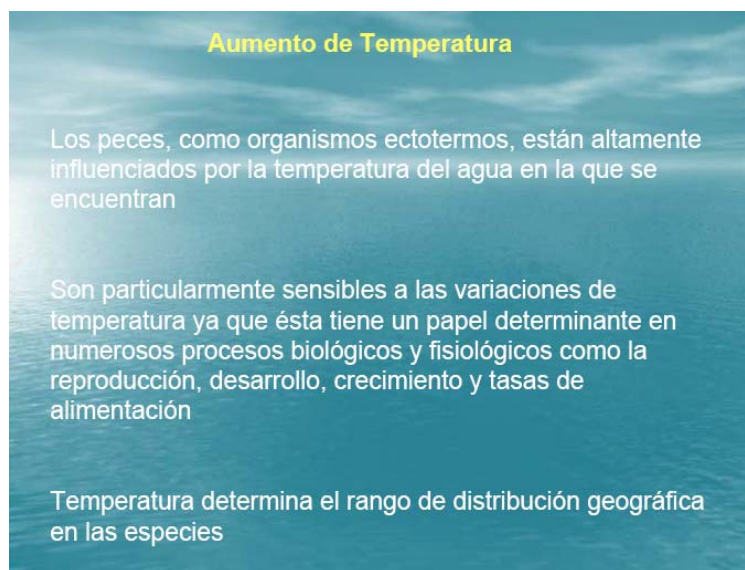 Aumento de Temperatura
Los peces, como organismos ectotermos, están altamente
influenciados por la temperatura del agua en la que se
encuentran
Son particularmente sensibles a las variaciones de
temperatura ya que ésta tiene un papel determinante en
numerosos procesos biológicos y fisiológicos como la
reproducción, desarrollo, crecimiento y tasas de
alimentación
Temperatura determina el rango de distribución geográfica
en las especies